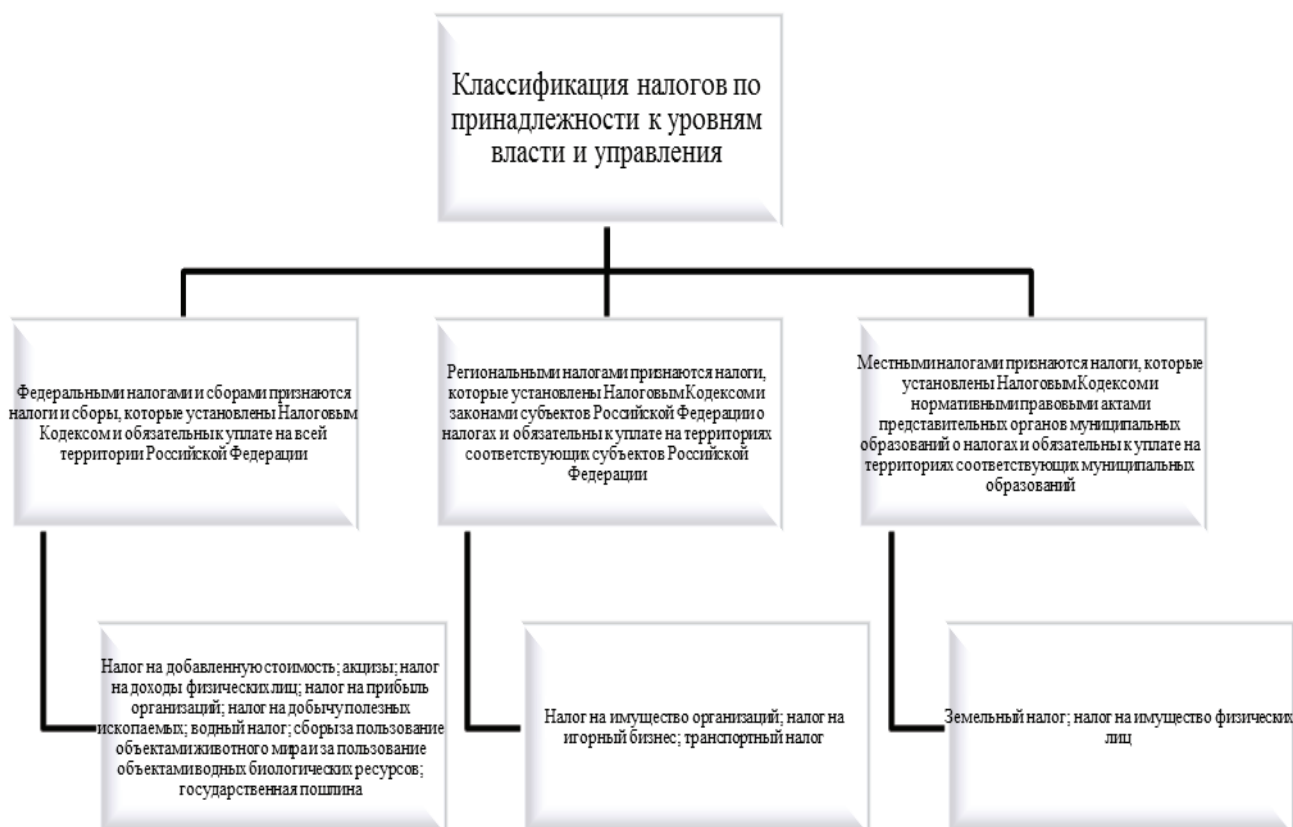 Классификация налогов по
принадлежности к уровням
власти и управления
Федеральными налогами и сборами признаются
налоги и сборы, которые установлены Налоговым
Кодексом и обязательны к уплате на всей
территории Российской Федерации
Региональными налогами признаются налоги,
которые установлены Налоговым Кодексом и
законами субъектов Российской Федерации о
налогах и обязательны к уплате на территориях
соответствующих субъектов Российской
Федерации
Местными налогами признаются налоги, которые
установлены Налоговым Кодексом и
нормативными правовыми актами
представительных органов муниципальных
образований о налогах и обязательны к уплате на
территориях соответствующих муниципальных
образований
Налог на добавленную стоимость; акцизы; налог
на доходы физических лиц; налог на прибыль
организаций; налог на добычу полезных
ископаемых; водный налог; сборы за пользование
объектами животного мира и за пользование
объектами водных биологических ресурсов;
государственная пошлина
Налог на имущество организаций; налог на
игорный бизнес; транспортный налог
Земельный налог; налог на имущество физических
лиц